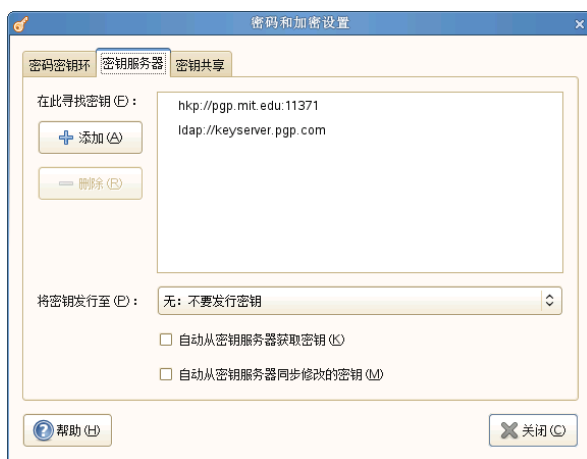 密码和加密设置
密码密钥环 密钥服务器 密钥共享
在此寻找密钥(F)：
hkp://pgp.mit.edu:11371
添加(A)
ldap://keyserver.pgp.com
删除(R)
将密钥发行至(P)： 无：不要发行密钥
自动从密钥服务器获取密钥(K)
自动从密钥服务器同步修改的密钥(M)
帮助(H) 关闭(C)